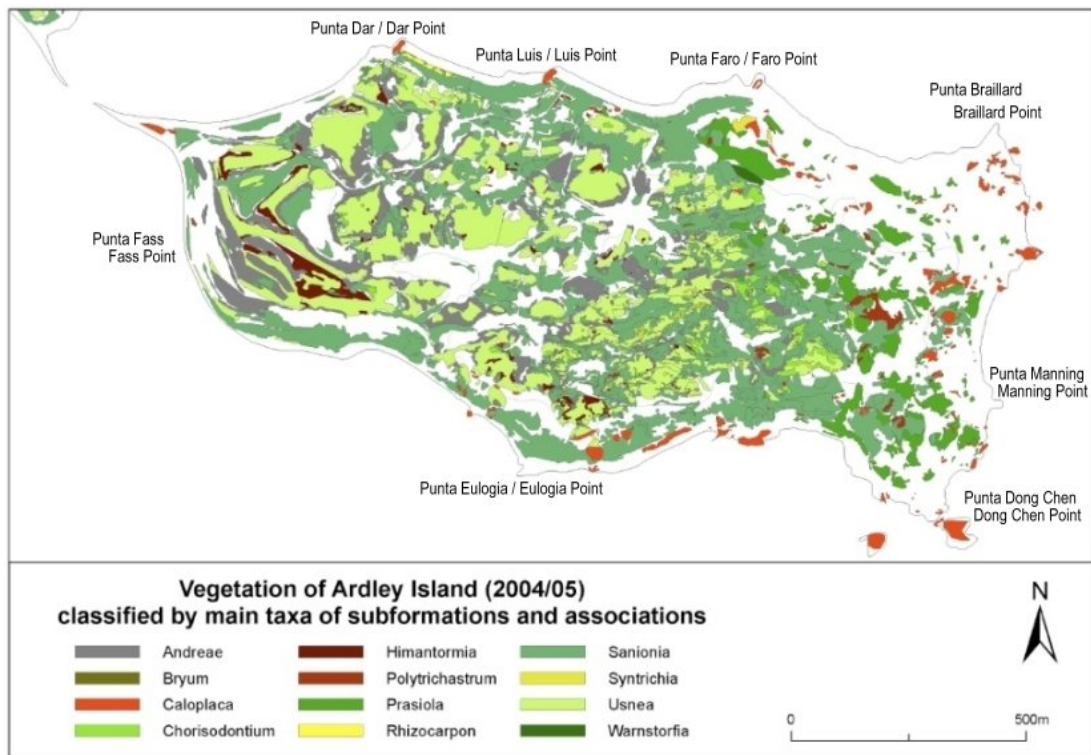 Punta Dar / Dar Point
Punta Luis / Luis Point
Punta Faro / Faro Point
Punta Braillard
Braillard Point
Punta Fass
Fass Point
Punta Manning
Manning Point
Punta Eulogia / Eulogia Point
Punta Dong Chen
Dong Chen Point
Vegetation of Ardley Island (2004/05)
classified by main taxa of subformations and associations
Andreae
Bryum
Caloplaca
Chorisodontium
Himantormia
Polytrichastrum
Prasiola
Rhizocarpon
Sanionia
Syntrichia
Usnea
Warnstorfia
N
0 500m